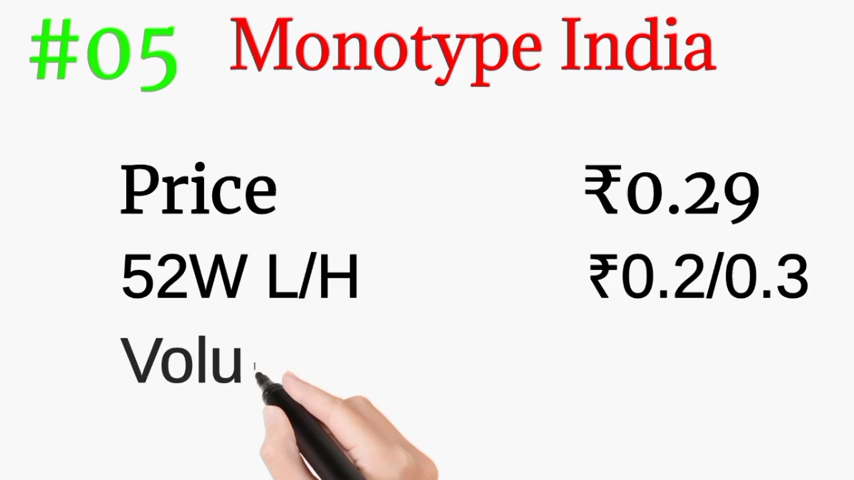 #05 Monotype India
Price ₹0.29
52W L/H ₹0.2/0.3
Volu